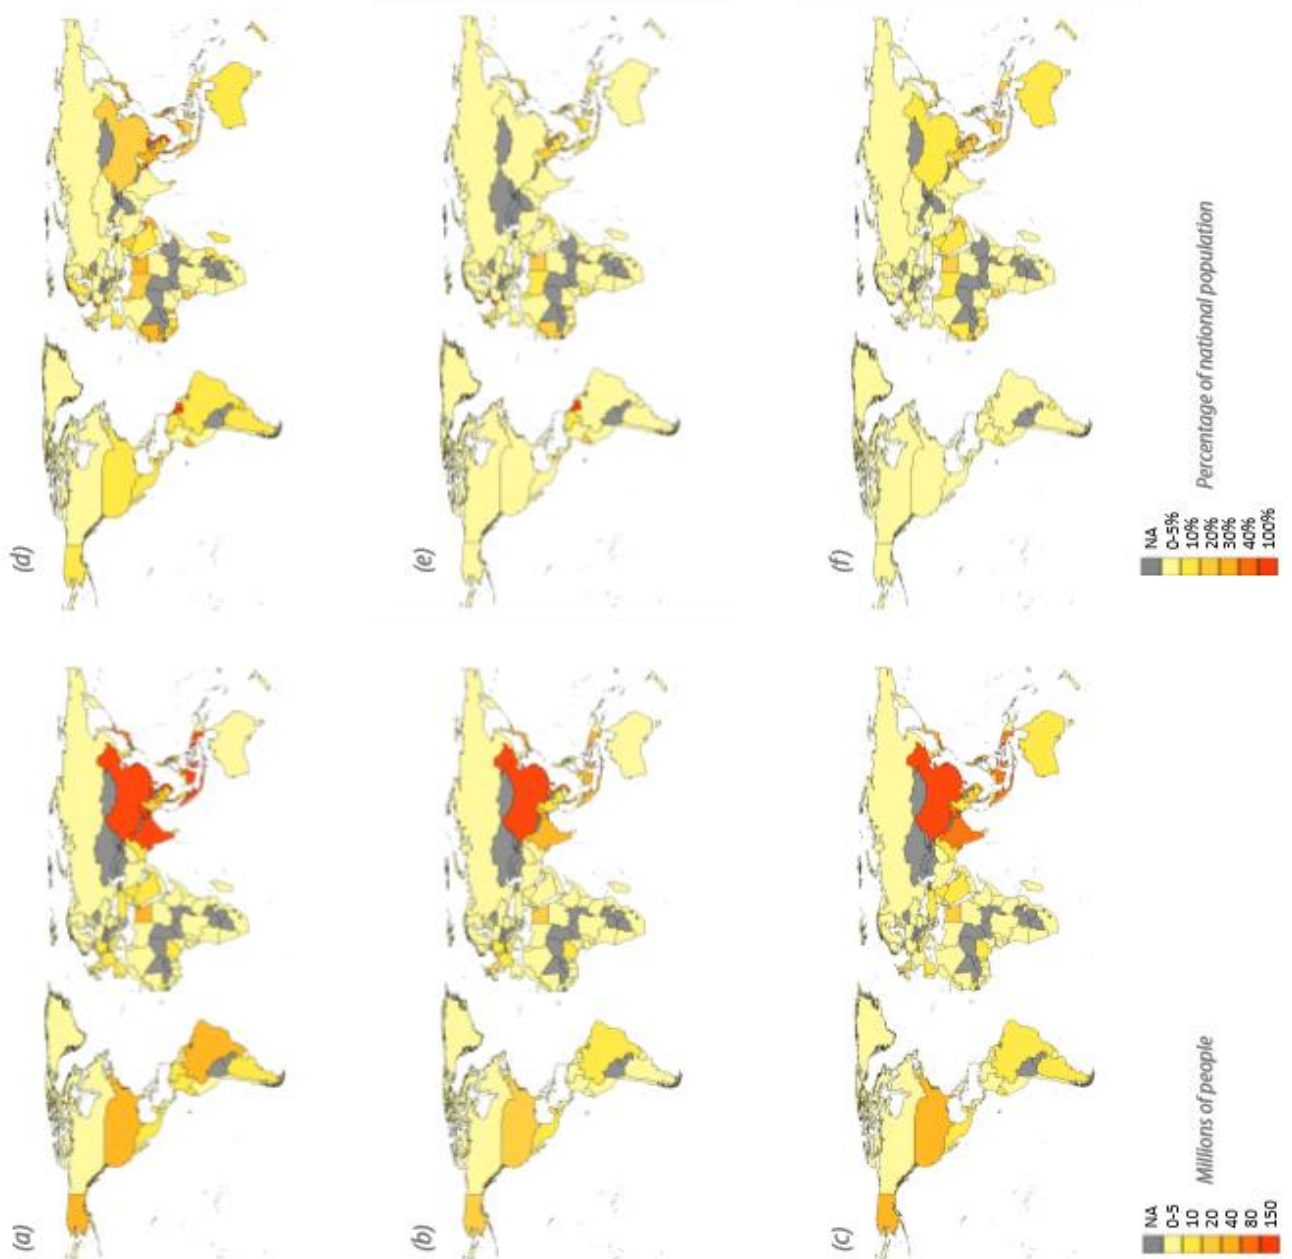 (a)
(d)
(b)
(e)
(c)
(f)
NA
0-5
10
20
40
80
150
Millions of people
NA
0-5%
10%
20%
30%
40%
100%
Percentage of national population